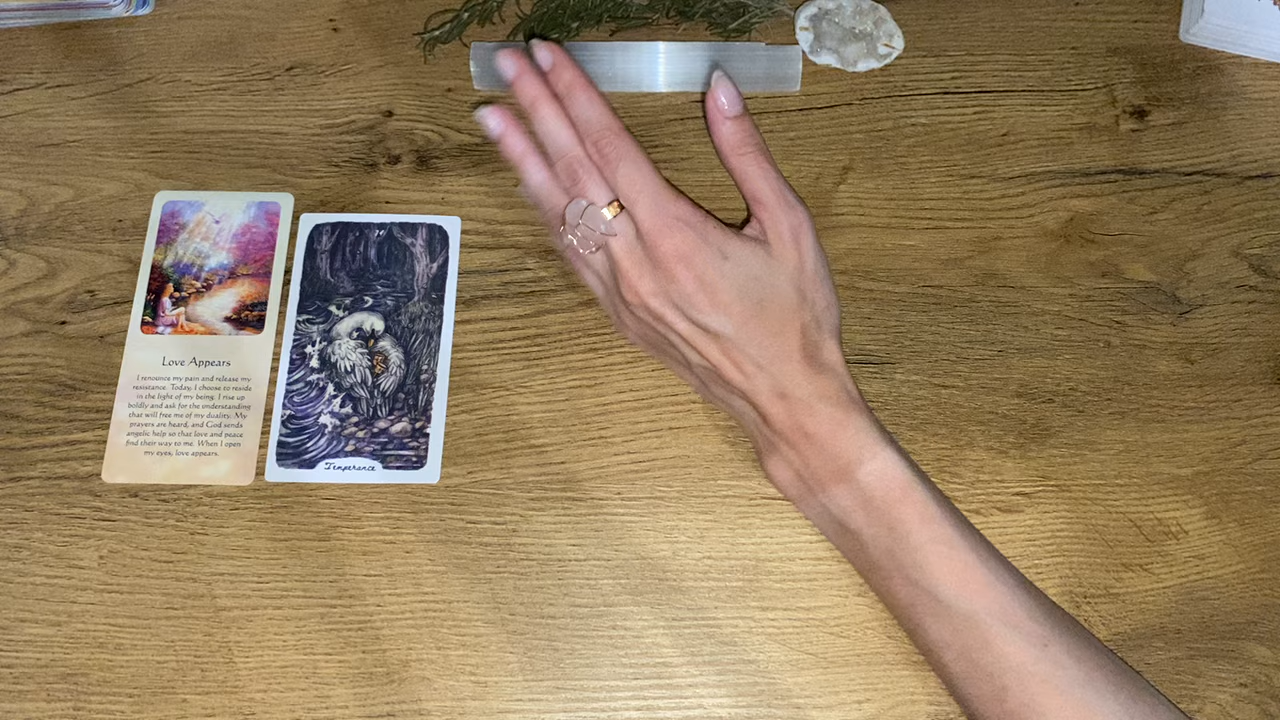 Love Appears
I renounce my pain and release my
resistance. Today, I choose to reside
in the light of my being. I rise up
boldly and ask for the understanding
that will free me of my duality. My
prayers are heard, and God sends
angelic help so that love and peace
find their way to me. When I open
my eyes, love appears.
14
Temperance